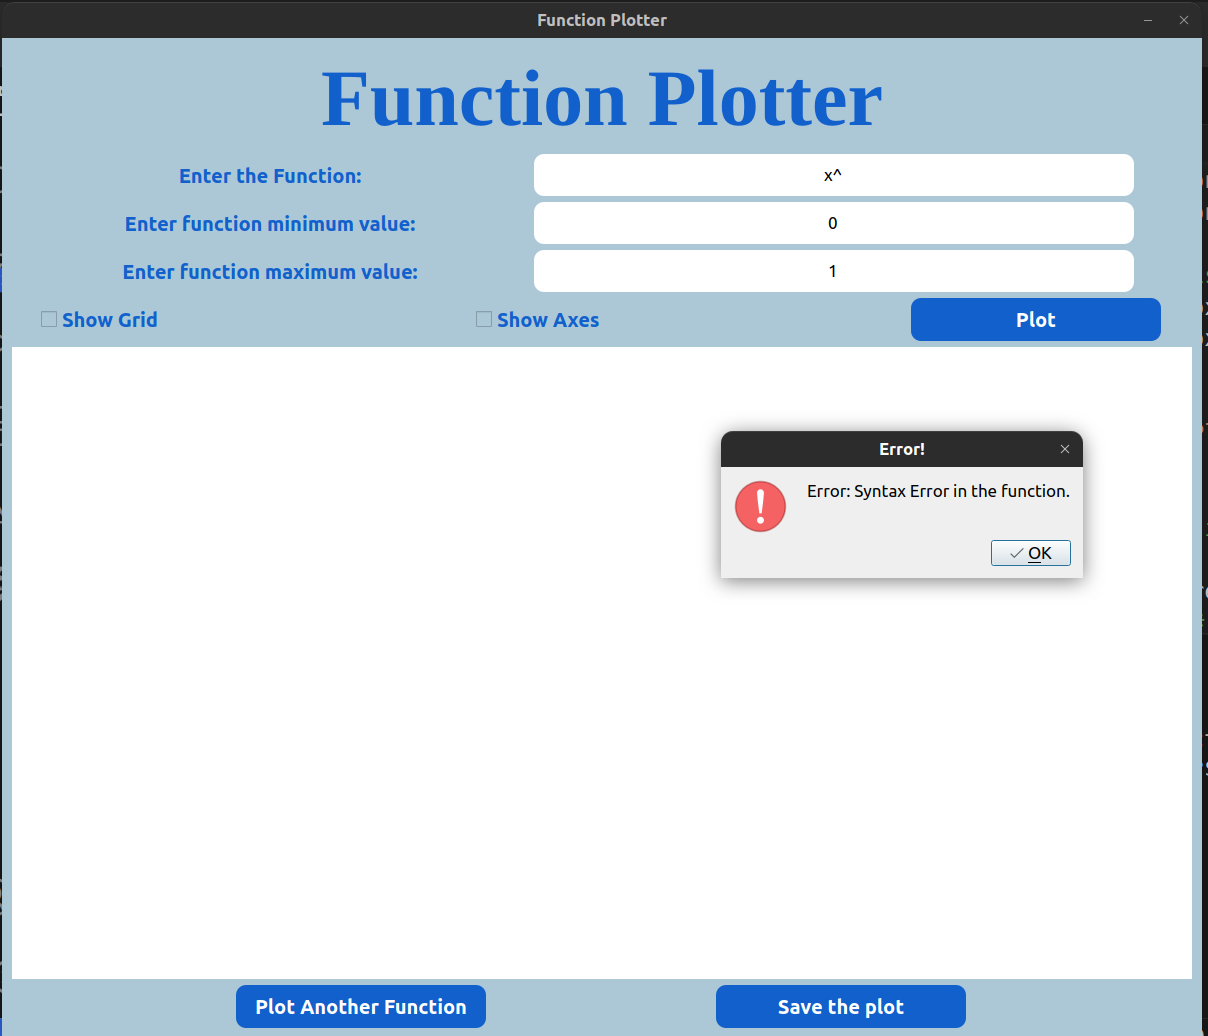 Function Plotter
Function Plotter
Enter the Function: x^
Enter function minimum value: 0
Enter function maximum value: 1
Show Grid Show Axes Plot
Error!
Error: Syntax Error in the function.
OK
Plot Another Function Save the plot